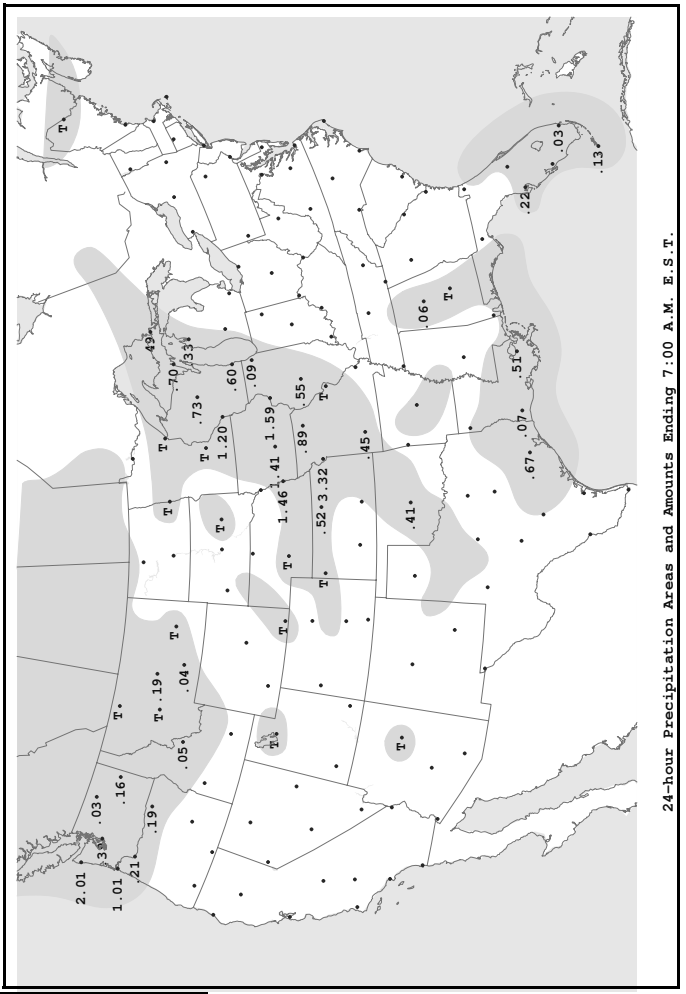 T
2.01
.03
1.01
T
.16
.21
.49
.19
T .19
T
T
.70
T
.05
.04
.33
.73
T
T
1.20
.60
.09
1.59
T
1.41
1.46
T
T
.55
.89
.52 3.32
T
T
.45
T
.41
.06
T
.51
.07
.22
.67
.03
.13
24-hour Precipitation Areas and Amounts Ending 7:00 A.M. E.S.T.